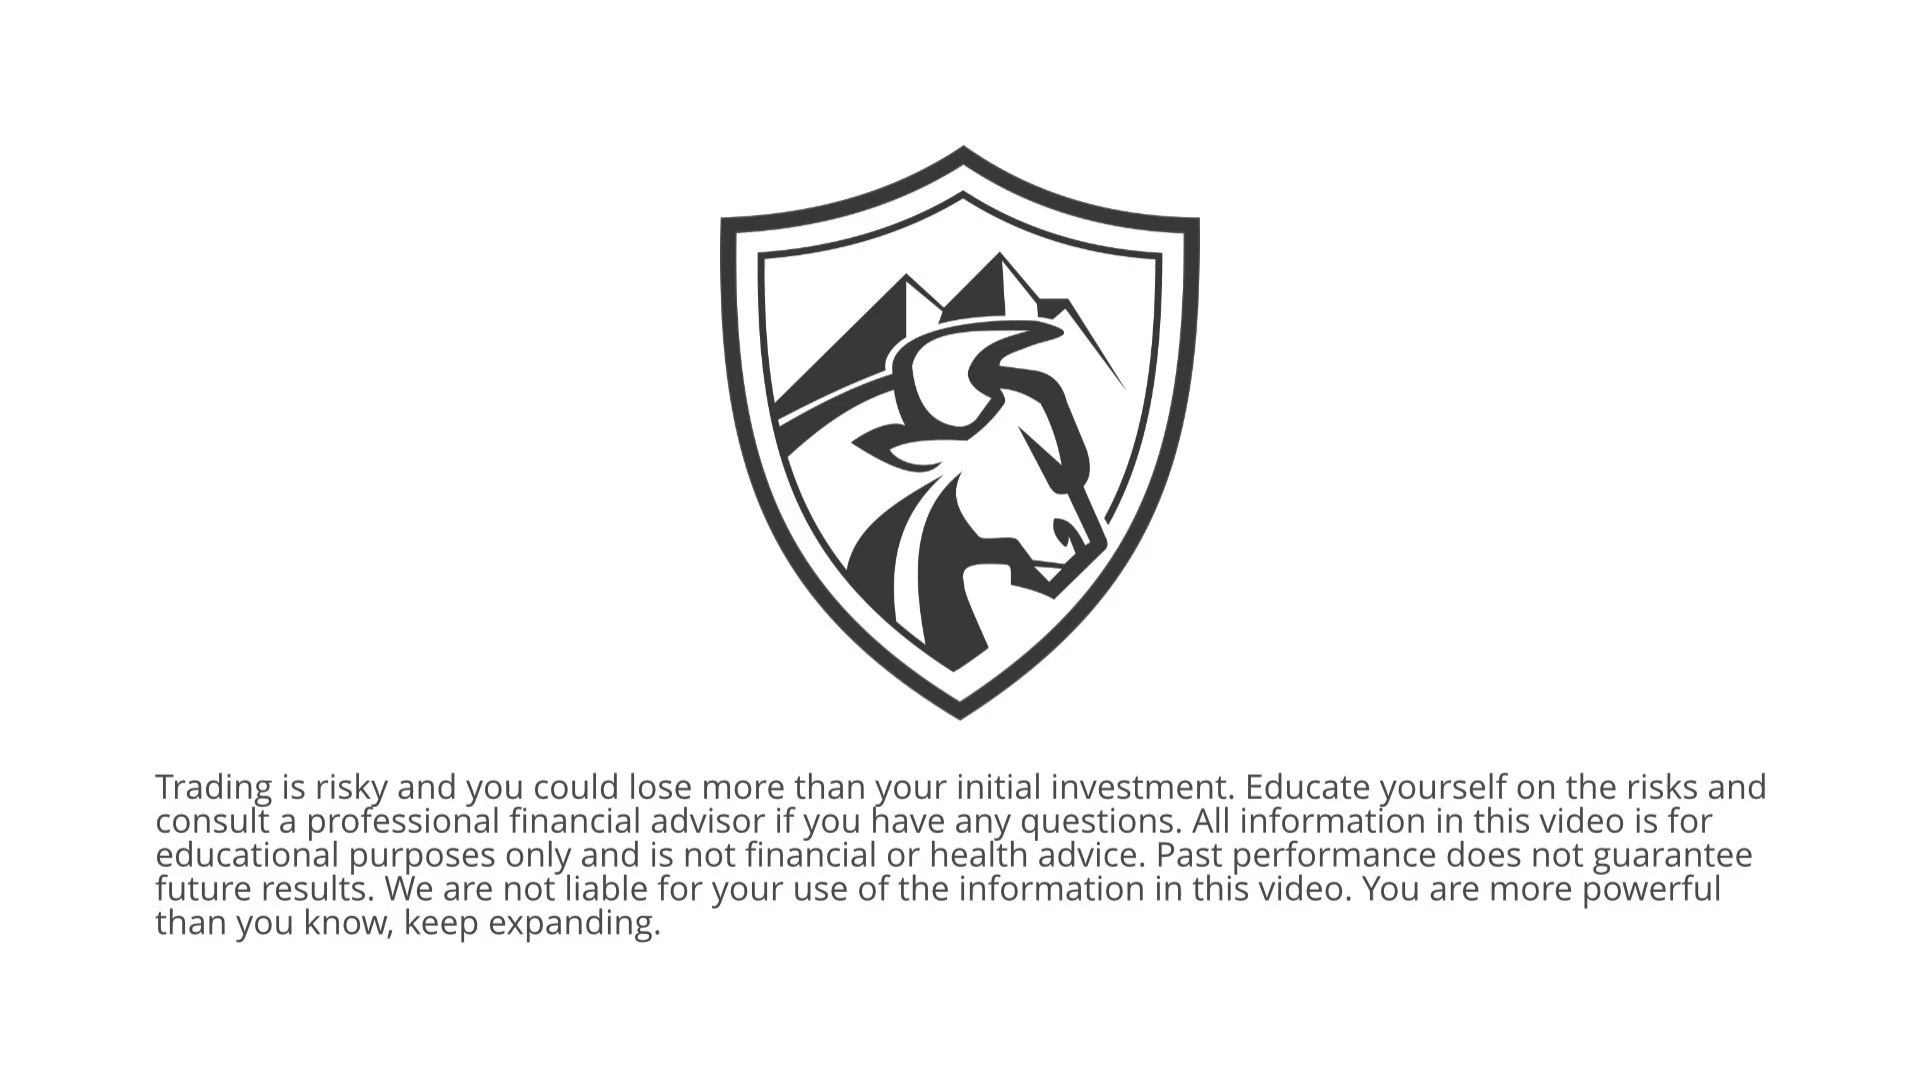 Trading is risky and you could lose more than your initial investment. Educate yourself on the risks and
consult a professional financial advisor if you have any questions. All information in this video is for
educational purposes only and is not financial or health advice. Past performance does not guarantee
future results. We are not liable for your use of the information in this video. You are more powerful
than you know, keep expanding.